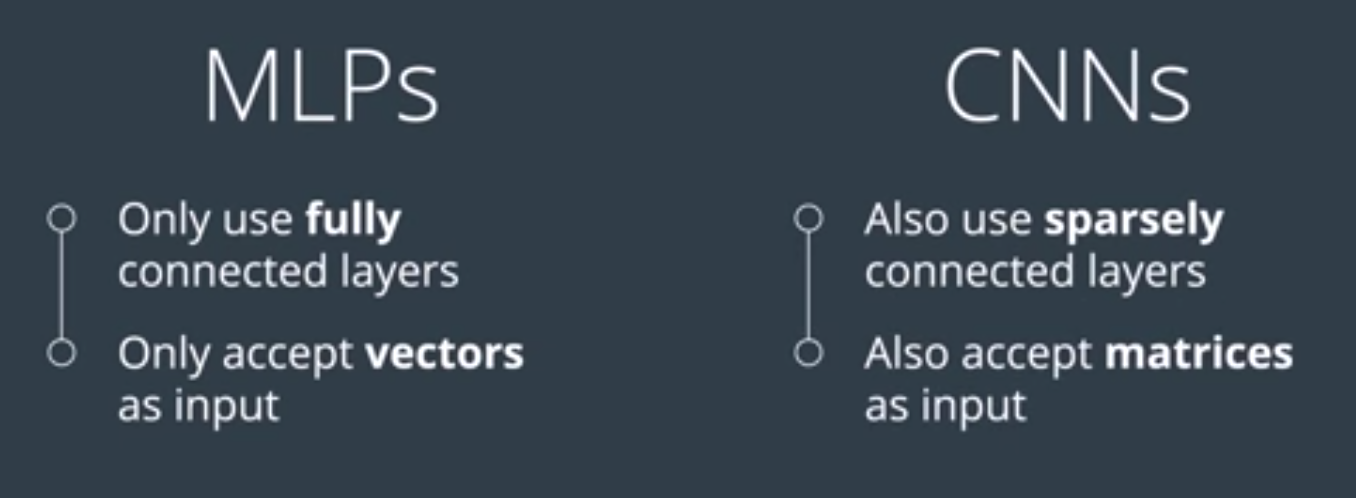 MLPs
Only use fully
connected layers
Only accept vectors
as input
CNNs
Also use sparsely
connected layers
Also accept matrices
as input